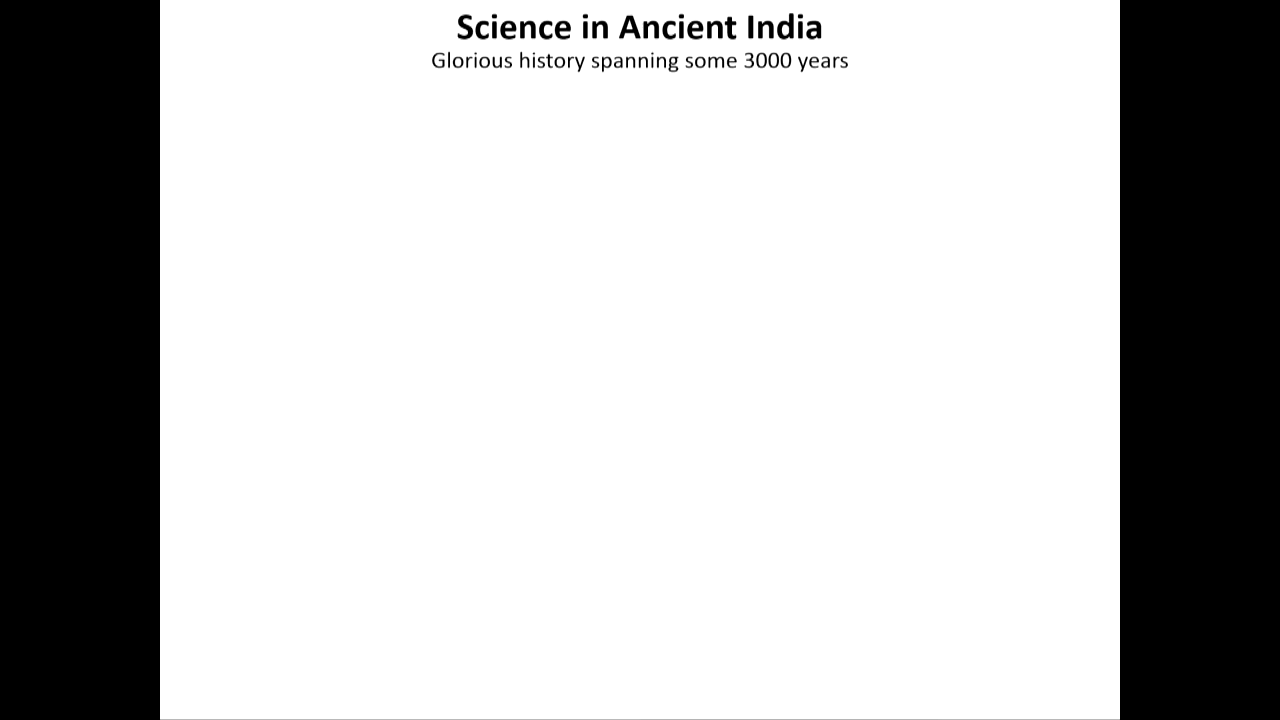 Science in Ancient India
Glorious history spanning some 3000 years